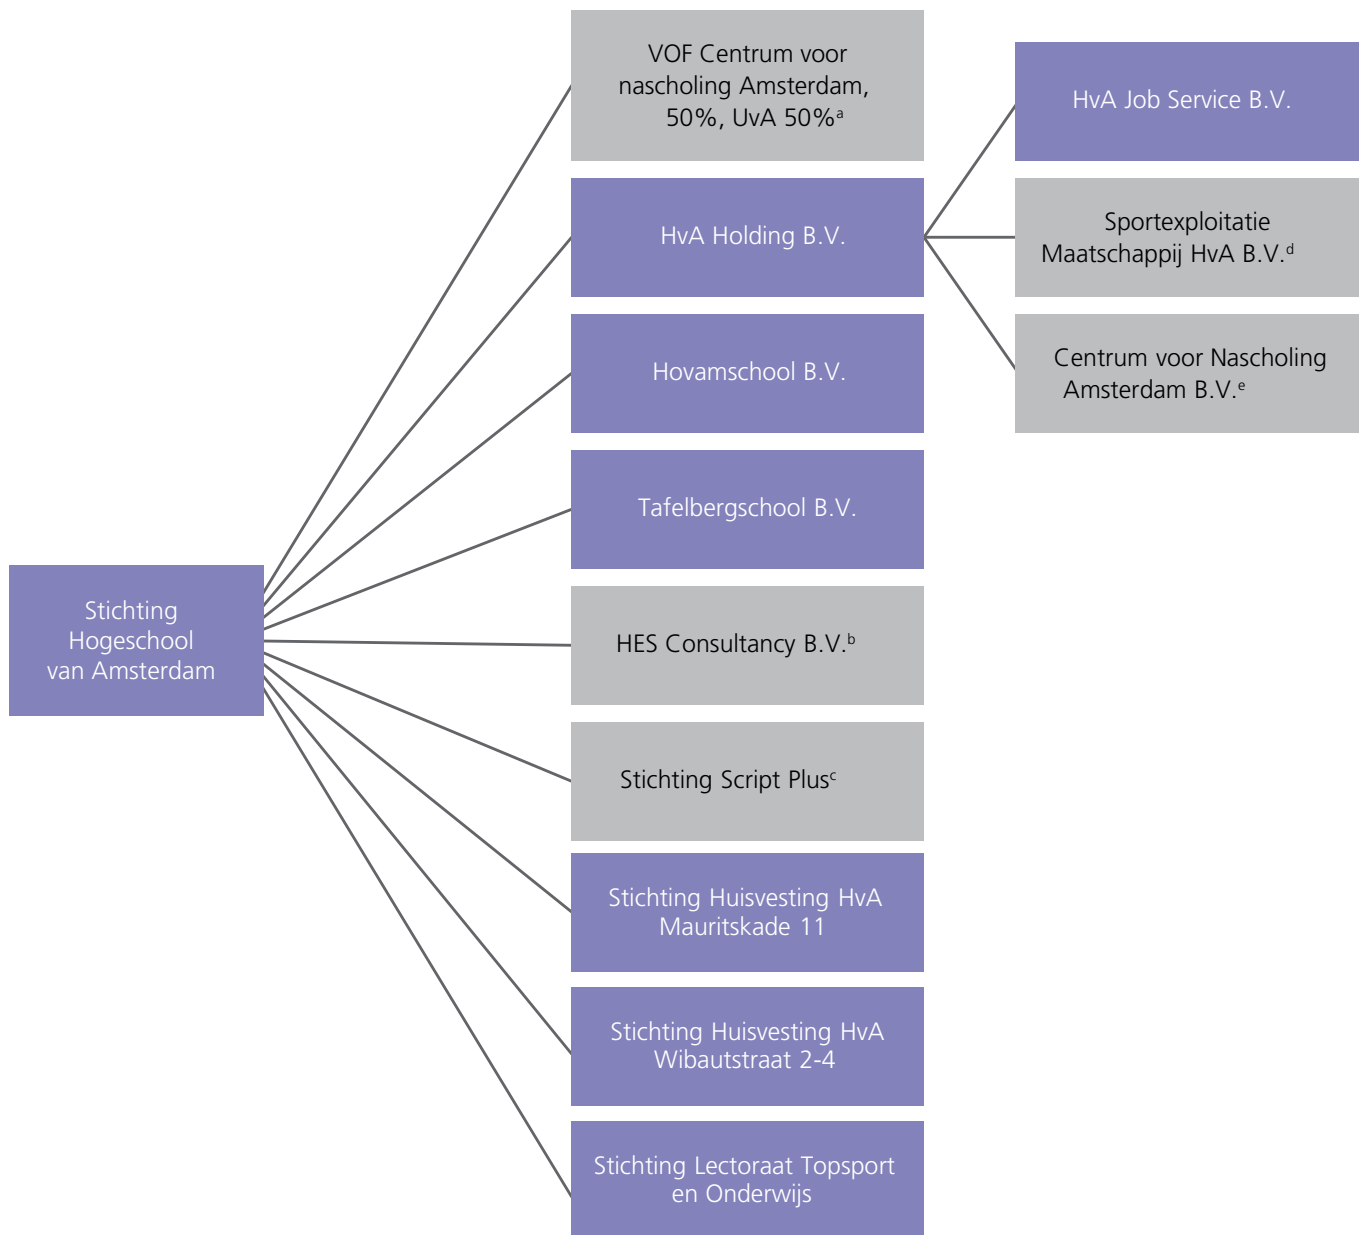 Stichting
Hogeschool
van Amsterdam
VOF Centrum voor
nascholing Amsterdam,
50%, UvA 50%ᵃ
HvA Holding B.V.
Hovamschool B.V.
Tafelbergschool B.V.
HES Consultancy B.V.ᵇ
Stichting Script Plusᶜ
Stichting Huisvesting HvA
Mauritskade 11
Stichting Huisvesting HvA
Wibautstraat 2-4
Stichting Lectoraat Topsport
en Onderwijs
HvA Job Service B.V.
Sportexploitatie
Maatschappij HvA B.V.ᵈ
Centrum voor Nascholing
Amsterdam B.V.ᵉ